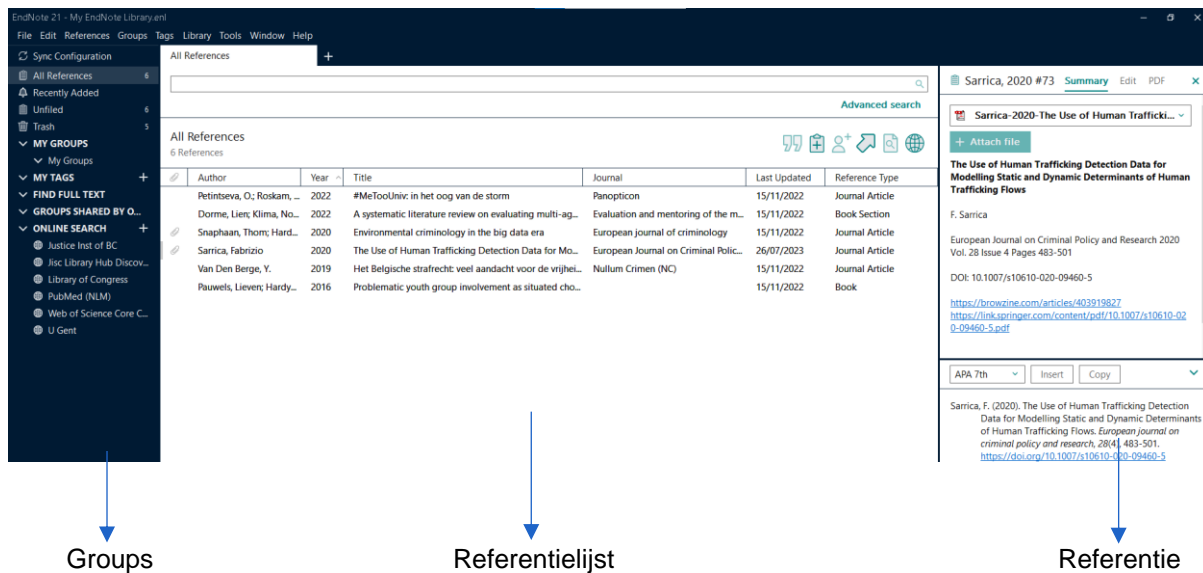 EndNote 21 - My EndNote Library.enl
File Edit References Groups Tags Library Tools Window Help
Sync Configuration
All References 6
Recently Added
Unfiled 6
Trash 5
MY GROUPS
My Groups
MY TAGS +
FIND FULL TEXT
GROUPS SHARED BY O...
ONLINE SEARCH +
Justice Inst of BC
Jisc Library Hub Discov...
Library of Congress
PubMed (NLM)
Web of Science Core C...
U Gent
All References +
Advanced search
All References
6 References
Author Year Title Journal Last Updated Reference Type
Petintseva, O.; Roskam, ... 2022 #MeTooUniv: in het oog van de storm Panopticon 15/11/2022 Journal Article
Dorme, Lien; Klima, No... 2022 A systematic literature review on evaluating multi-ag... Evaluation and mentoring of the m... 15/11/2022 Book Section
Snaphaan, Thom; Hard... 2020 Environmental criminology in the big data era European journal of criminology 15/11/2022 Journal Article
Sarrica, Fabrizio 2020 The Use of Human Trafficking Detection Data for Mo... European Journal on Criminal Polic... 26/07/2023 Journal Article
Van Den Berge, Y. 2019 Het Belgische strafrecht: veel aandacht voor de vrijhei... Nullum Crimen (NC) 15/11/2022 Journal Article
Pauwels, Lieven; Hardy... 2016 Problematic youth group involvement as situated cho... 15/11/2022 Book
Sarrica, 2020 #73 Summary Edit PDF
Sarrica-2020-The Use of Human Trafficki...
+ Attach file
The Use of Human Trafficking Detection Data for
Modelling Static and Dynamic Determinants of Human
Trafficking Flows
F. Sarrica
European Journal on Criminal Policy and Research 2020
Vol. 28 Issue 4 Pages 483-501
DOI: 10.1007/s10610-020-09460-5
https://browzine.com/articles/403919827
https://link.springer.com/content/pdf/10.1007/s10610-02
0-09460-5.pdf
APA 7th Insert Copy
Sarrica, F. (2020). The Use of Human Trafficking Detection
Data for Modelling Static and Dynamic Determinants
of Human Trafficking Flows. European journal on
criminal policy and research, 28(4), 483-501.
https://doi.org/10.1007/s10610-020-09460-5
Groups Referentielijst Referentie